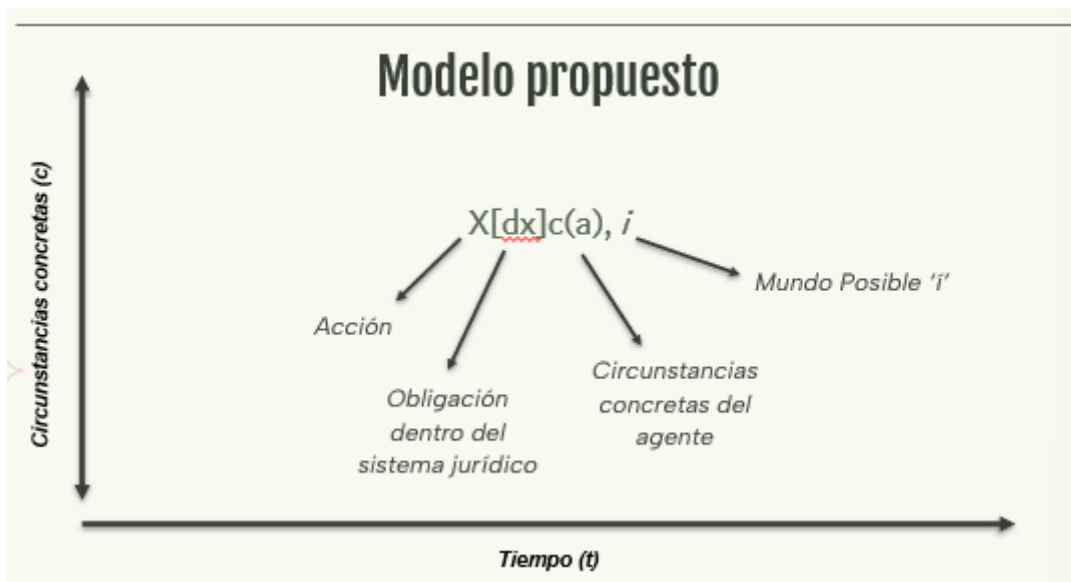 Modelo propuesto
Circunstancias concretas (c)
X[dx]c(a), i
Acción
Obligación
dentro del
sistema jurídico
Circunstancias
concretas del
agente
Mundo Posible ‘i’
Tiempo (t)